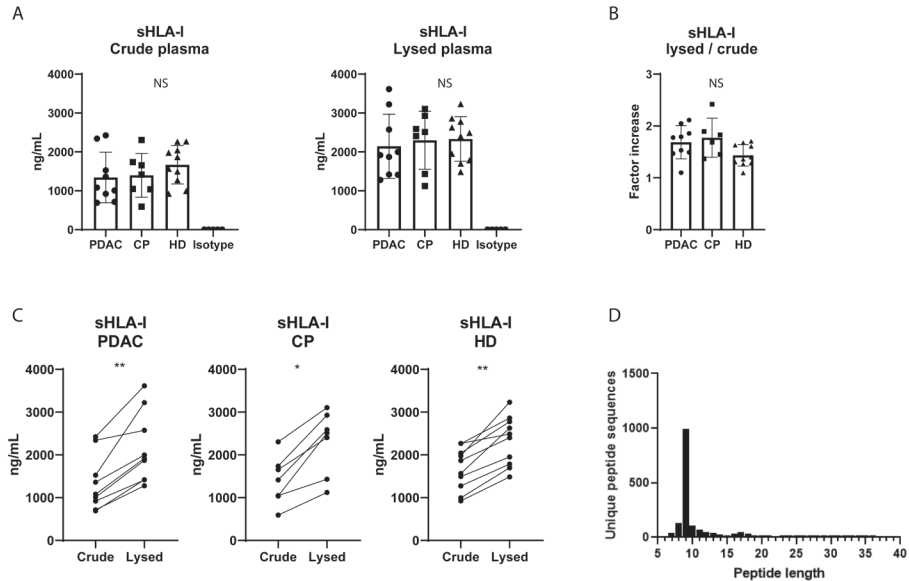 A
sHLA-I
Crude plasma
4000
3000
2000
1000
0
ng/mL
NS
PDAC CP HD Isotype
sHLA-I
Lysed plasma
4000
3000
2000
1000
0
ng/mL
NS
PDAC CP HD Isotype
B
sHLA-I
lysed / crude
3
2
1
0
Factor increase
NS
PDAC CP HD
C
sHLA-I
PDAC
**
4000
3000
2000
1000
0
ng/mL
Crude Lysed
sHLA-I
CP
*
4000
3000
2000
1000
0
ng/mL
Crude Lysed
sHLA-I
HD
**
4000
3000
2000
1000
0
ng/mL
Crude Lysed
D
1500
1000
500
0
Unique peptide sequences
5 10 15 20 25 30 35 40
Peptide length